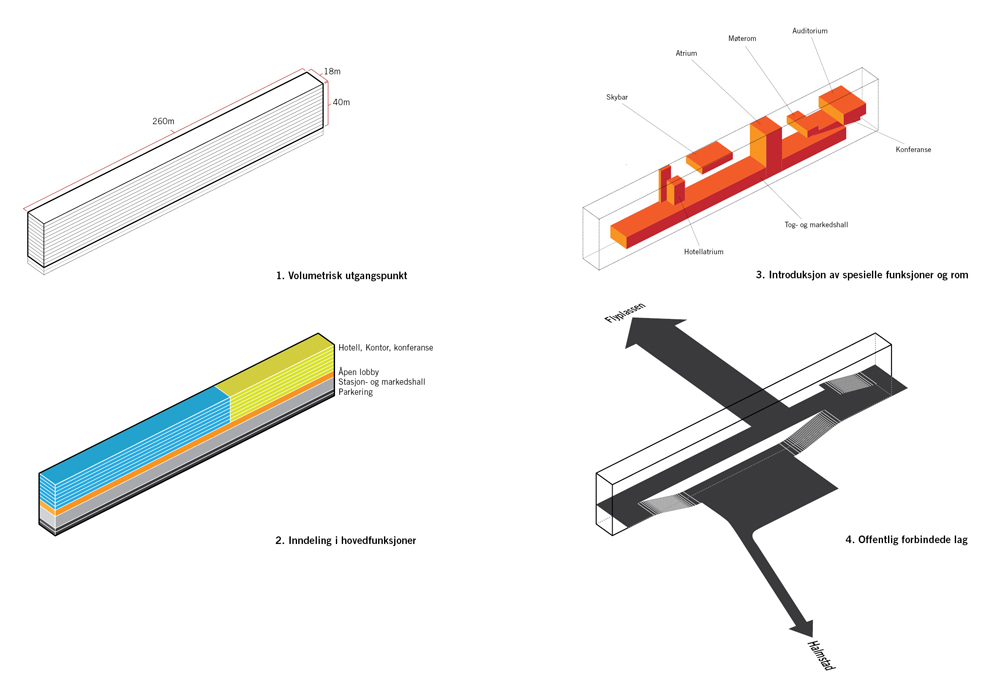 18m
40m
260m
1. Volumetrisk utgangspunkt
Auditorium
Møterom
Atrium
Skybar
Konferanse
Tog- og markedshall
Hotellatrium
3. Introduksjon av spesielle funksjoner og rom
Hotell, Kontor, konferanse
Åpen lobby
Stasjon- og markedshall
Parkering
2. Inndeling i hovedfunksjoner
Flyplassen
4. Offentlig forbindede lag
Halmstad